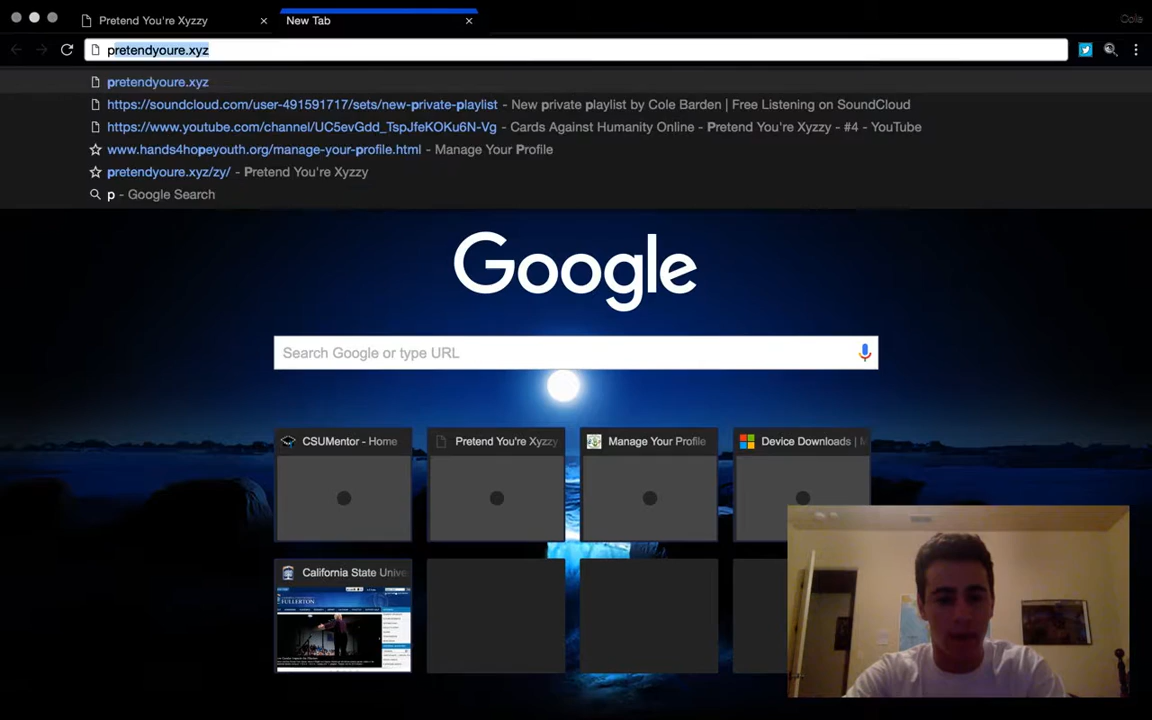 Pretend You're Xyzzy
New Tab
Cole
pretendyoure.xyz
pretendyoure.xyz
https://soundcloud.com/user-491591717/sets/new-private-playlist - New private playlist by Cole Barden | Free Listening on SoundCloud
https://www.youtube.com/channel/UC5evGdd_TspJfeKOKu6N-Vg - Cards Against Humanity Online - Pretend You're Xyzzy - #4 - YouTube
www.hands4hopeyouth.org/manage-your-profile.html - Manage Your Profile
pretendyoure.xyz/zy/ - Pretend You're Xyzzy
p - Google Search
Google
Search Google or type URL
CSUMentor - Home
Pretend You're Xyzzy
Manage Your Profile
Device Downloads | M
California State Unive
FULLERTON